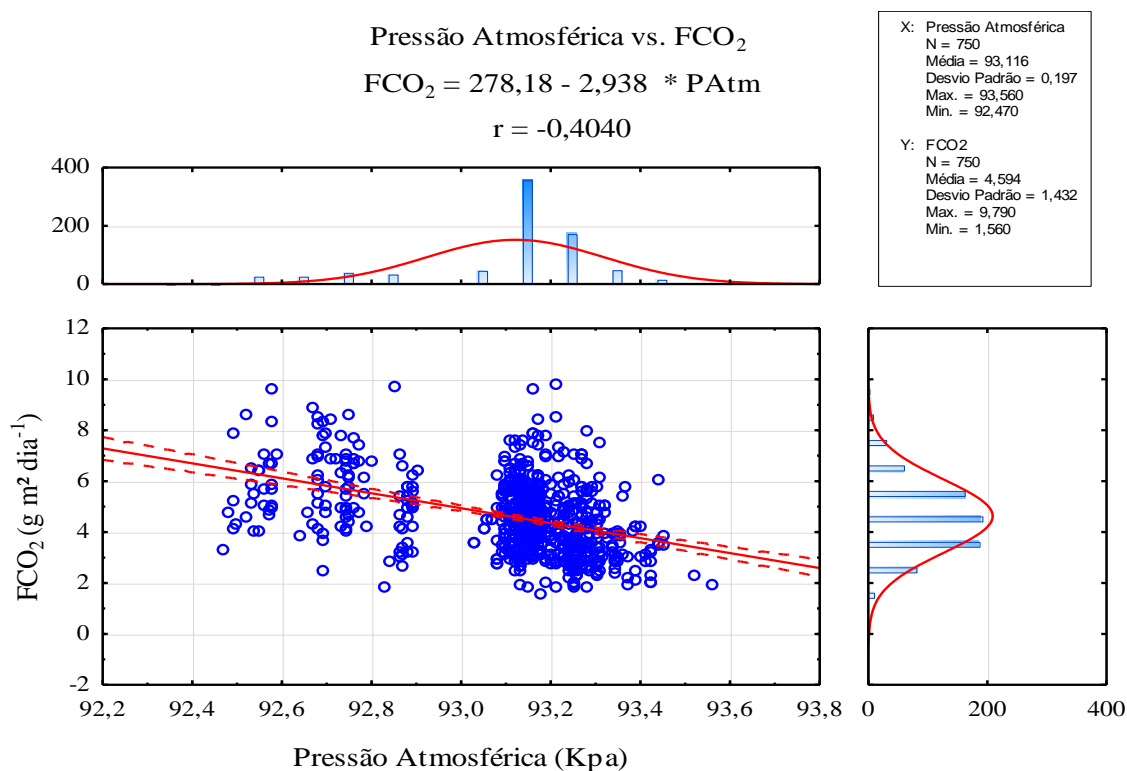 Pressão Atmosférica vs. FCO₂
FCO₂ = 278,18 - 2,938 * PAtm
r = -0,4040
X: Pressão Atmosférica
N = 750
Média = 93,116
Desvio Padrão = 0,197
Max. = 93,560
Min. = 92,470
Y: FCO2
N = 750
Média = 4,594
Desvio Padrão = 1,432
Max. = 9,790
Min. = 1,560
400
200
0
12
10
8
6
4
2
0
-2
FCO₂ (g m² dia⁻¹)
92,2 92,4 92,6 92,8 93,0 93,2 93,4 93,6 93,8
0 200 400
Pressão Atmosférica (Kpa)